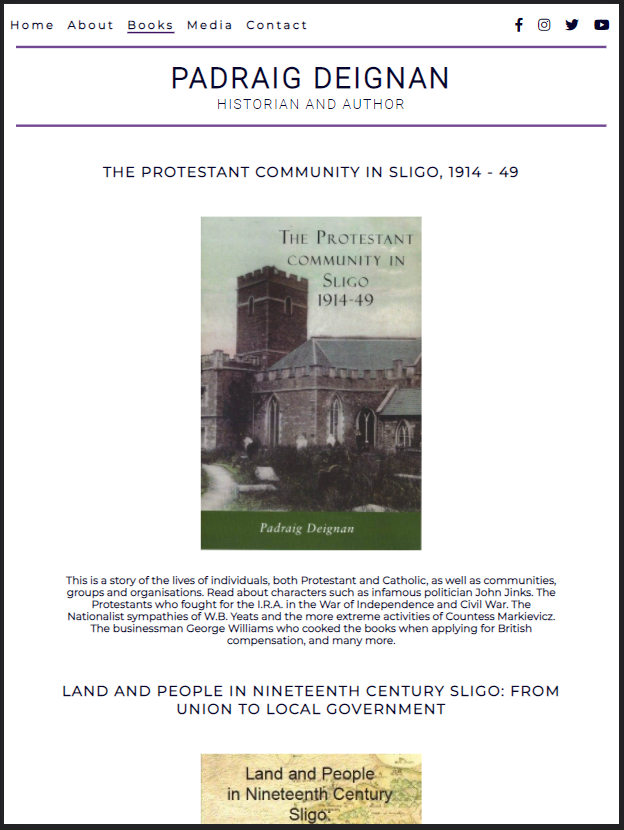 Home About Books Media Contact
PADRAIG DEIGNAN
HISTORIAN AND AUTHOR
THE PROTESTANT COMMUNITY IN SLIGO, 1914 - 49
THE PROTESTANT
COMMUNITY IN
SLIGO
1914-49
Padraig Deignan
This is a story of the lives of individuals, both Protestant and Catholic, as well as communities,
groups and organisations. Read about characters such as infamous politician John Jinks. The
Protestants who fought for the I.R.A. in the War of Independence and Civil War. The
Nationalist sympathies of W.B. Yeats and the more extreme activities of Countess Markievicz.
The businessman George Williams who cooked the books when applying for British
compensation, and many more.
LAND AND PEOPLE IN NINETEENTH CENTURY SLIGO: FROM
UNION TO LOCAL GOVERNMENT
Land and People
in Nineteenth Century
Sligo: